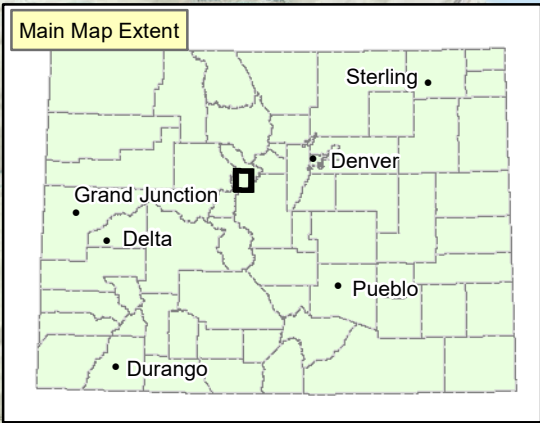 Main Map Extent
Sterling
Denver
Grand Junction
Delta
Pueblo
Durango